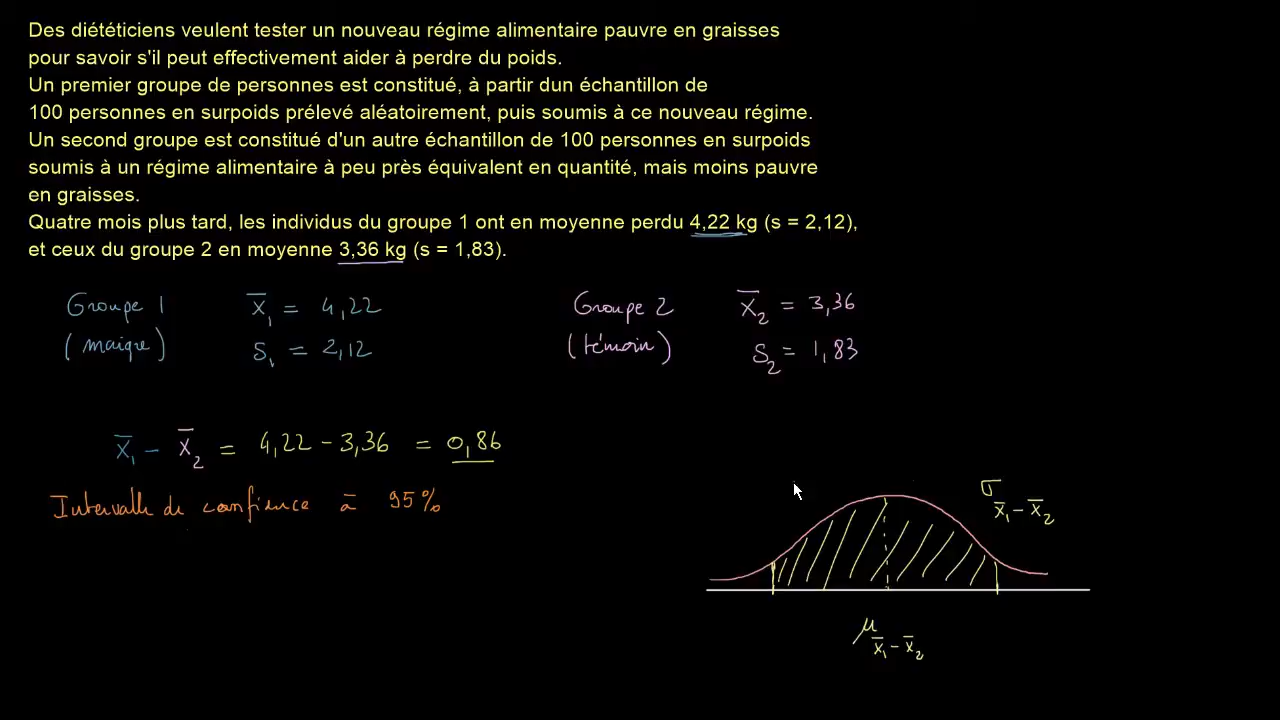 Des diététiciens veulent tester un nouveau régime alimentaire pauvre en graisses
pour savoir s'il peut effectivement aider à perdre du poids.
Un premier groupe de personnes est constitué, à partir dun échantillon de
100 personnes en surpoids prélevé aléatoirement, puis soumis à ce nouveau régime.
Un second groupe est constitué d'un autre échantillon de 100 personnes en surpoids
soumis à un régime alimentaire à peu près équivalent en quantité, mais moins pauvre
en graisses.
Quatre mois plus tard, les individus du groupe 1 ont en moyenne perdu 4,22 kg (s = 2,12),
et ceux du groupe 2 en moyenne 3,36 kg (s = 1,83).
Groupe 1 x̄₁ = 4,22 Groupe 2 x̄₂ = 3,36
(maigre) S₁ = 2,12 (témoin) S₂ = 1,83
x̄₁ - x̄₂ = 4,22 - 3,36 = 0,86
Intervalle de confience à 95%
σ x̄₁ - x̄₂
μ x̄₁ - x̄₂